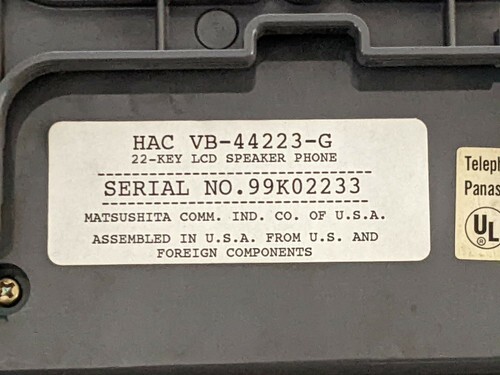 HAC VB-44223-G
22-KEY LCD SPEAKER PHONE
SERIAL NO.99K02233
MATSUSHITA COMM. IND. CO. OF U.S.A.
ASSEMBLED IN U.S.A. FROM U.S. AND
FOREIGN COMPONENTS
Teleph
Panas
UL